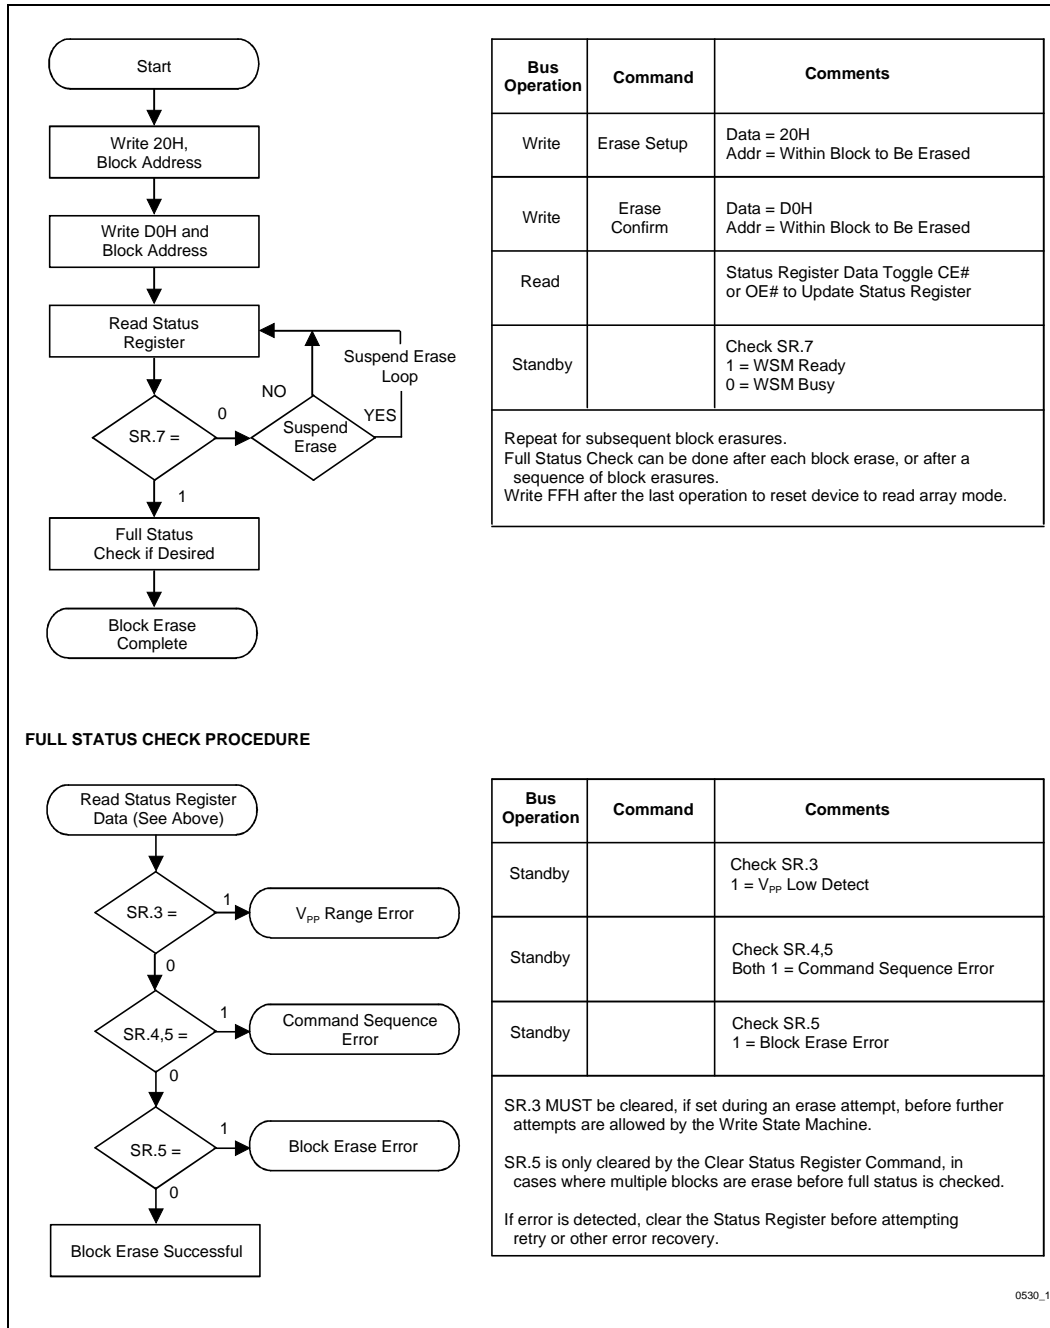 Start
Write 20H,
Block Address
Write D0H and
Block Address
Read Status
Register
Suspend Erase
Loop
NO
YES
0
SR.7 =
Suspend
Erase
1
Full Status
Check if Desired
Block Erase
Complete
Bus
Operation
Command
Comments
Write
Erase Setup
Data = 20H
Addr = Within Block to Be Erased
Write
Erase
Confirm
Data = D0H
Addr = Within Block to Be Erased
Read
Status Register Data Toggle CE#
or OE# to Update Status Register
Standby
Check SR.7
1 = WSM Ready
0 = WSM Busy
Repeat for subsequent block erasures.
Full Status Check can be done after each block erase, or after a
sequence of block erasures.
Write FFH after the last operation to reset device to read array mode.
FULL STATUS CHECK PROCEDURE
Read Status Register
Data (See Above)
SR.3 =
1
VPP Range Error
0
SR.4,5 =
1
Command Sequence
Error
0
SR.5 =
1
Block Erase Error
0
Block Erase Successful
Bus
Operation
Command
Comments
Standby
Check SR.3
1 = VPP Low Detect
Standby
Check SR.4,5
Both 1 = Command Sequence Error
Standby
Check SR.5
1 = Block Erase Error
SR.3 MUST be cleared, if set during an erase attempt, before further
attempts are allowed by the Write State Machine.
SR.5 is only cleared by the Clear Status Register Command, in
cases where multiple blocks are erase before full status is checked.
If error is detected, clear the Status Register before attempting
retry or other error recovery.
0530_1